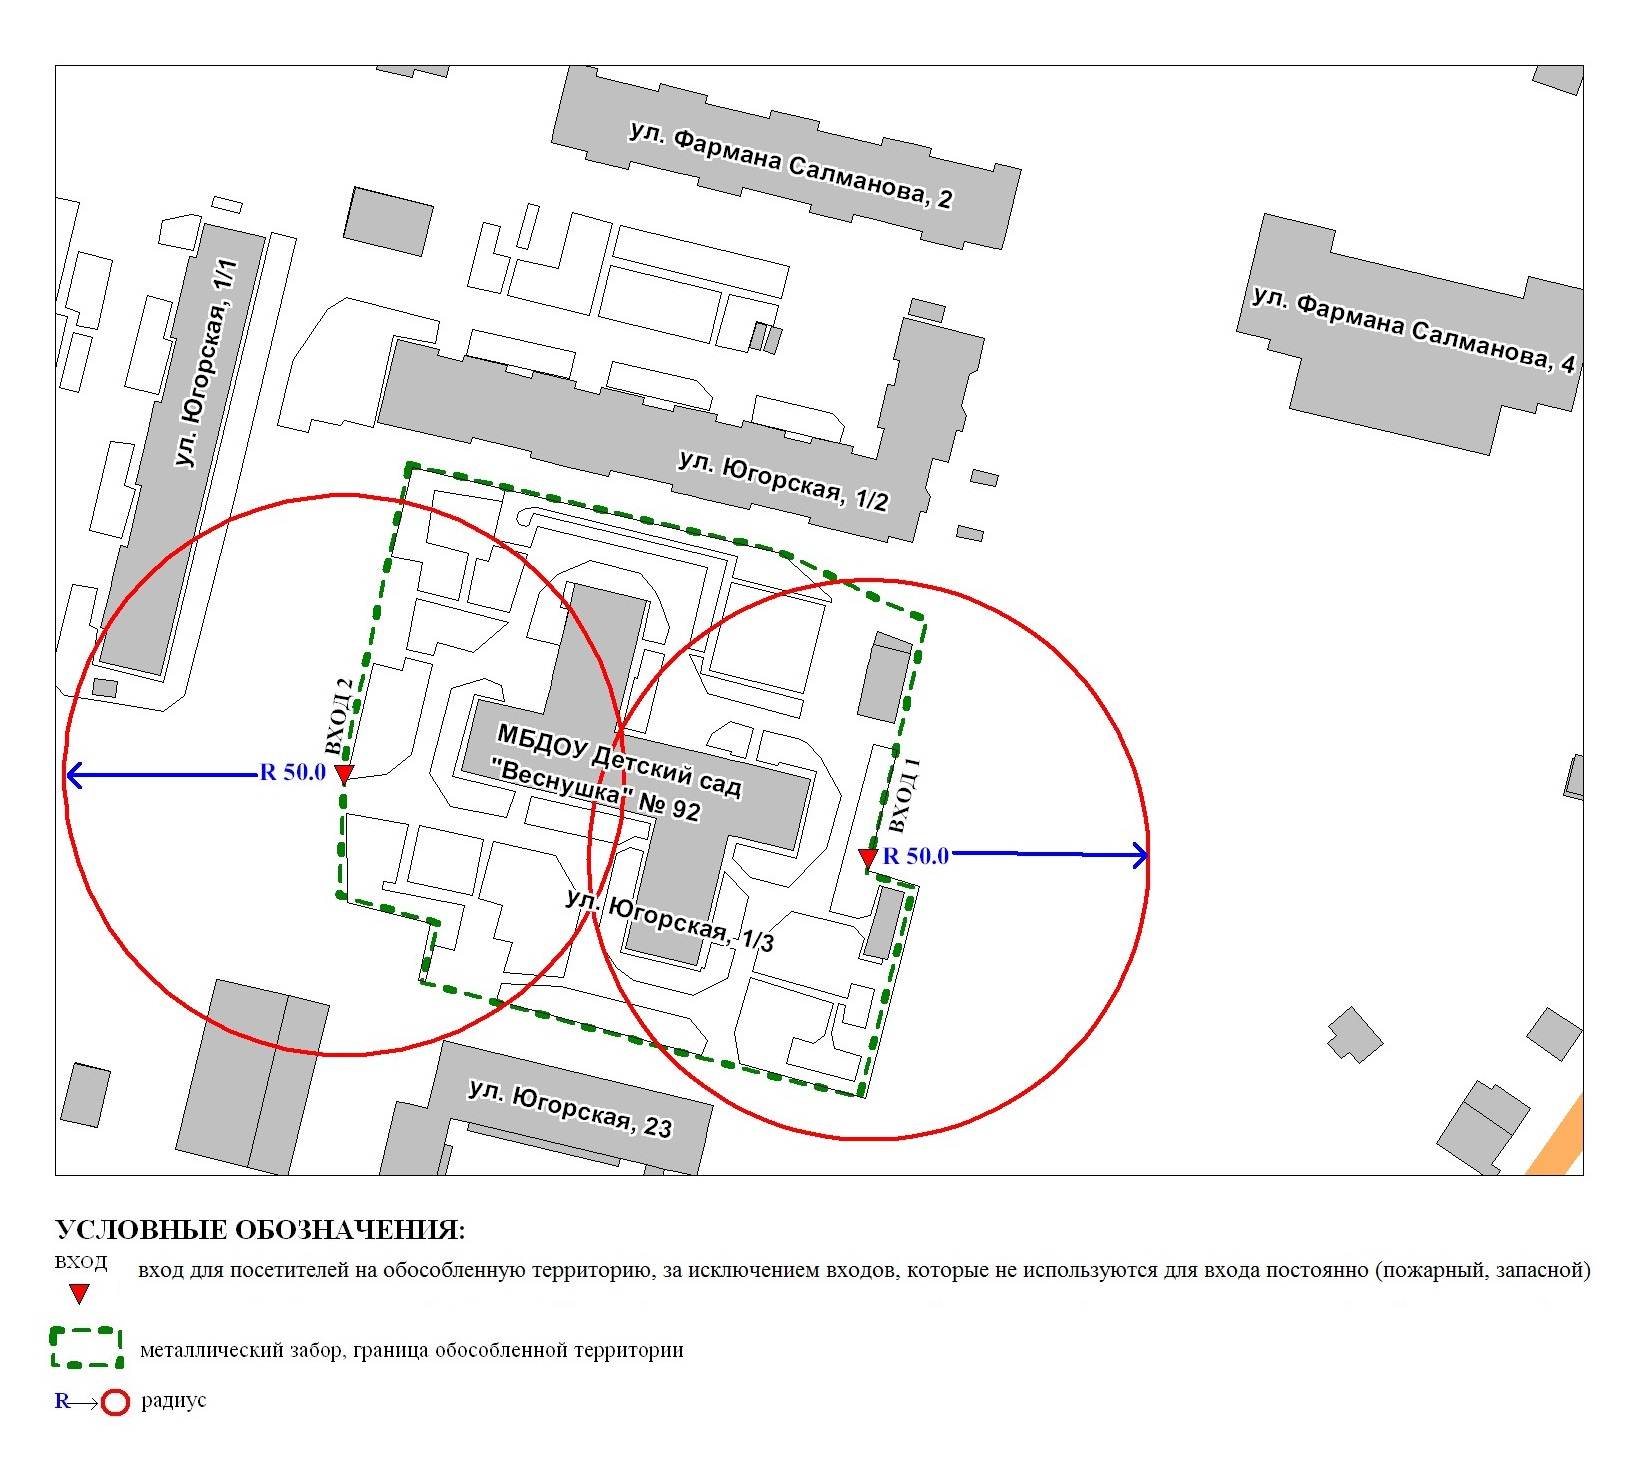 ул. Фармана Салманова, 2
ул. Югорская, 1/1
ул. Фармана Салманова, 4
ул. Югорская, 1/2
ВХОД 2
R 50.0
МБДОУ Детский сад
"Веснушка" № 92
ВХОД 1
R 50.0
ул. Югорская, 1/3
ул. Югорская, 23
УСЛОВНЫЕ ОБОЗНАЧЕНИЯ:
ВХОД
вход для посетителей на обособленную территорию, за исключением входов, которые не используются для входа постоянно (пожарный, запасной)
металлический забор, граница обособленной территории
R
радиус